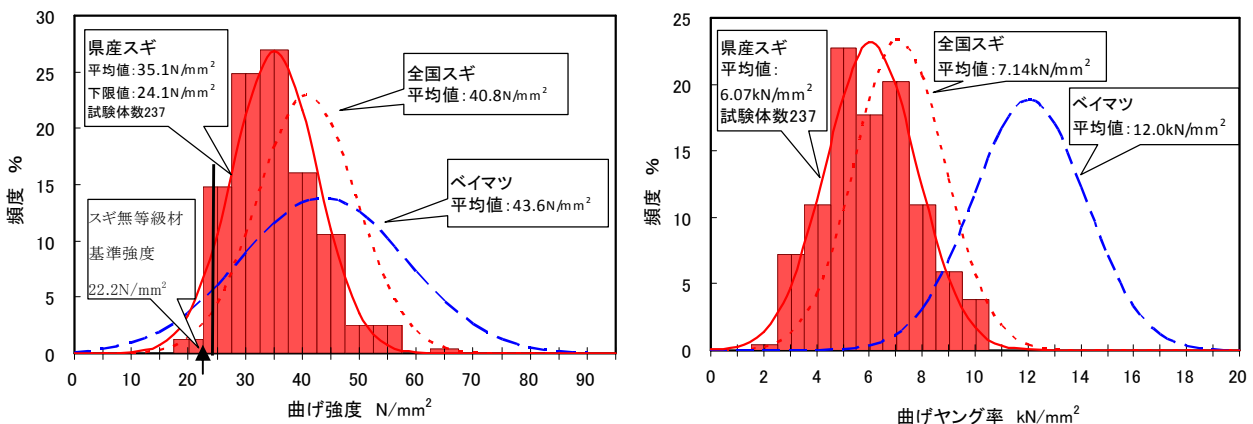 30
25
20
15
10
5
0
頻度 %
県産スギ
平均値:35.1N/mm²
下限値:24.1N/mm²
試験体数237
全国スギ
平均値:40.8N/mm²
ベイマツ
平均値:43.6N/mm²
スギ無等級材
基準強度
22.2N/mm²
0 10 20 30 40 50 60 70 80 90
曲げ強度 N/mm²
25
20
15
10
5
0
頻度 %
県産スギ
平均値:
6.07kN/mm²
試験体数237
全国スギ
平均値:7.14kN/mm²
ベイマツ
平均値:12.0kN/mm²
0 2 4 6 8 10 12 14 16 18 20
曲げヤング率 kN/mm²